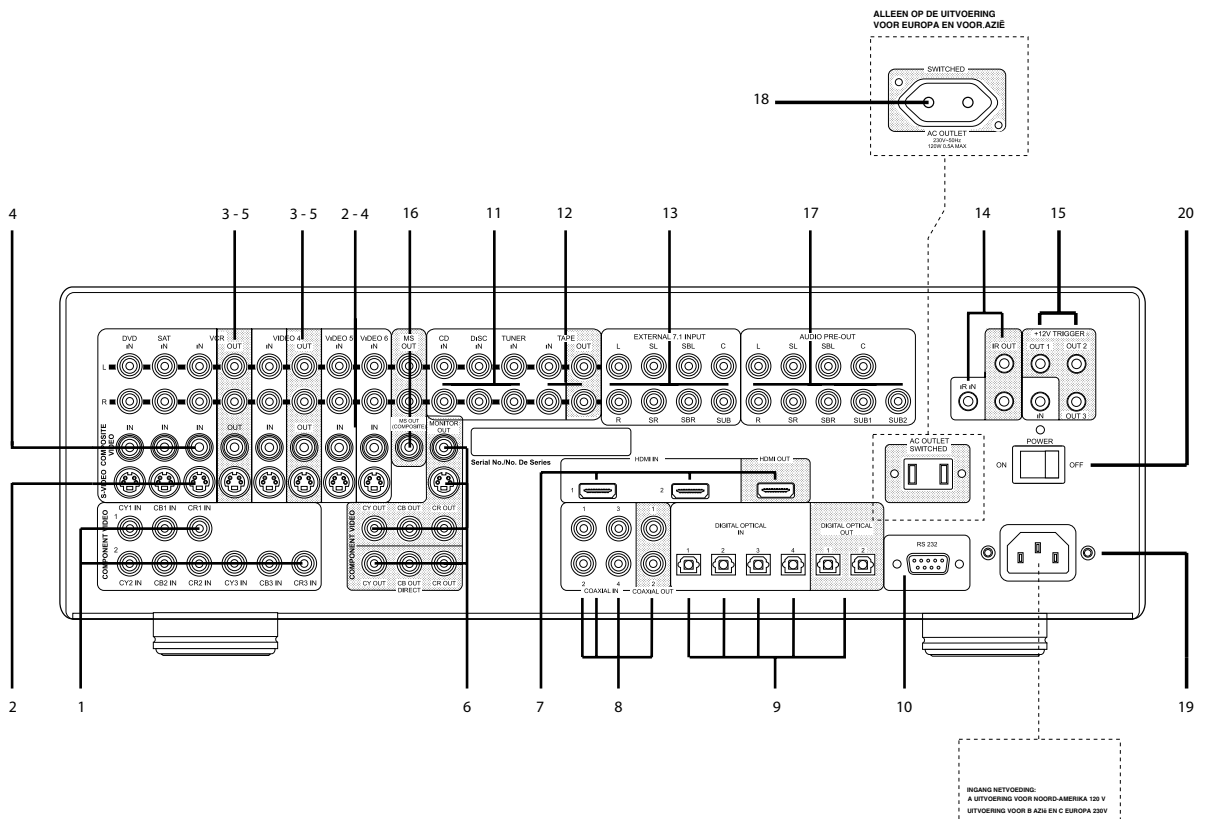 ALLEEN OP DE UITVOERING
VOOR EUROPA EN VOOR.AZIË
SWITCHED
18
AC OUTLET
230V~50Hz
120W 0.5A MAX
4 3 - 5 3 - 5 2 - 4 16 11 12 13 17 14 15 20
DVD SAT VCR VIDEO 4 VIDEO 5 VIDEO 6 MS CD DISC TUNER TAPE EXTERNAL 7.1 INPUT AUDIO PRE-OUT +12V TRIGGER
IN IN IN OUT IN OUT IN IN OUT IN IN IN IN OUT L SL SBL C L SL SBL C IR OUT OUT 1 OUT 2
L
IR IN
R
R SR SBR SUB R SR SBR SUB1 SUB2 IN OUT 3
COMPOSITE VIDEO
IN IN IN OUT IN OUT IN IN
MS OUT (COMPOSITE)
MONITOR OUT
Serial No./No. De Series
AC OUTLET
SWITCHED
POWER
ON OFF
S-VIDEO
HDMI IN HDMI OUT
1 2
COMPONENT VIDEO
CY1 IN CB1 IN CR1 IN
1
2
CY2 IN CB2 IN CR2 IN CY3 IN CB3 IN CR3 IN
COMPONENT VIDEO
CY OUT CB OUT CR OUT
CY OUT CB OUT CR OUT
DIRECT
1 3 1
2 4 2
COAXIAL IN COAXIAL OUT
DIGITAL OPTICAL
IN
1 2 3 4
DIGITAL OPTICAL
OUT
1 2
RS 232
2 1 6 7 8 9 10 19
INGANG NETVOEDING:
A UITVOERING VOOR NOORD-AMERIKA 120 V
UITVOERING VOOR B AZIë EN C EUROPA 230V